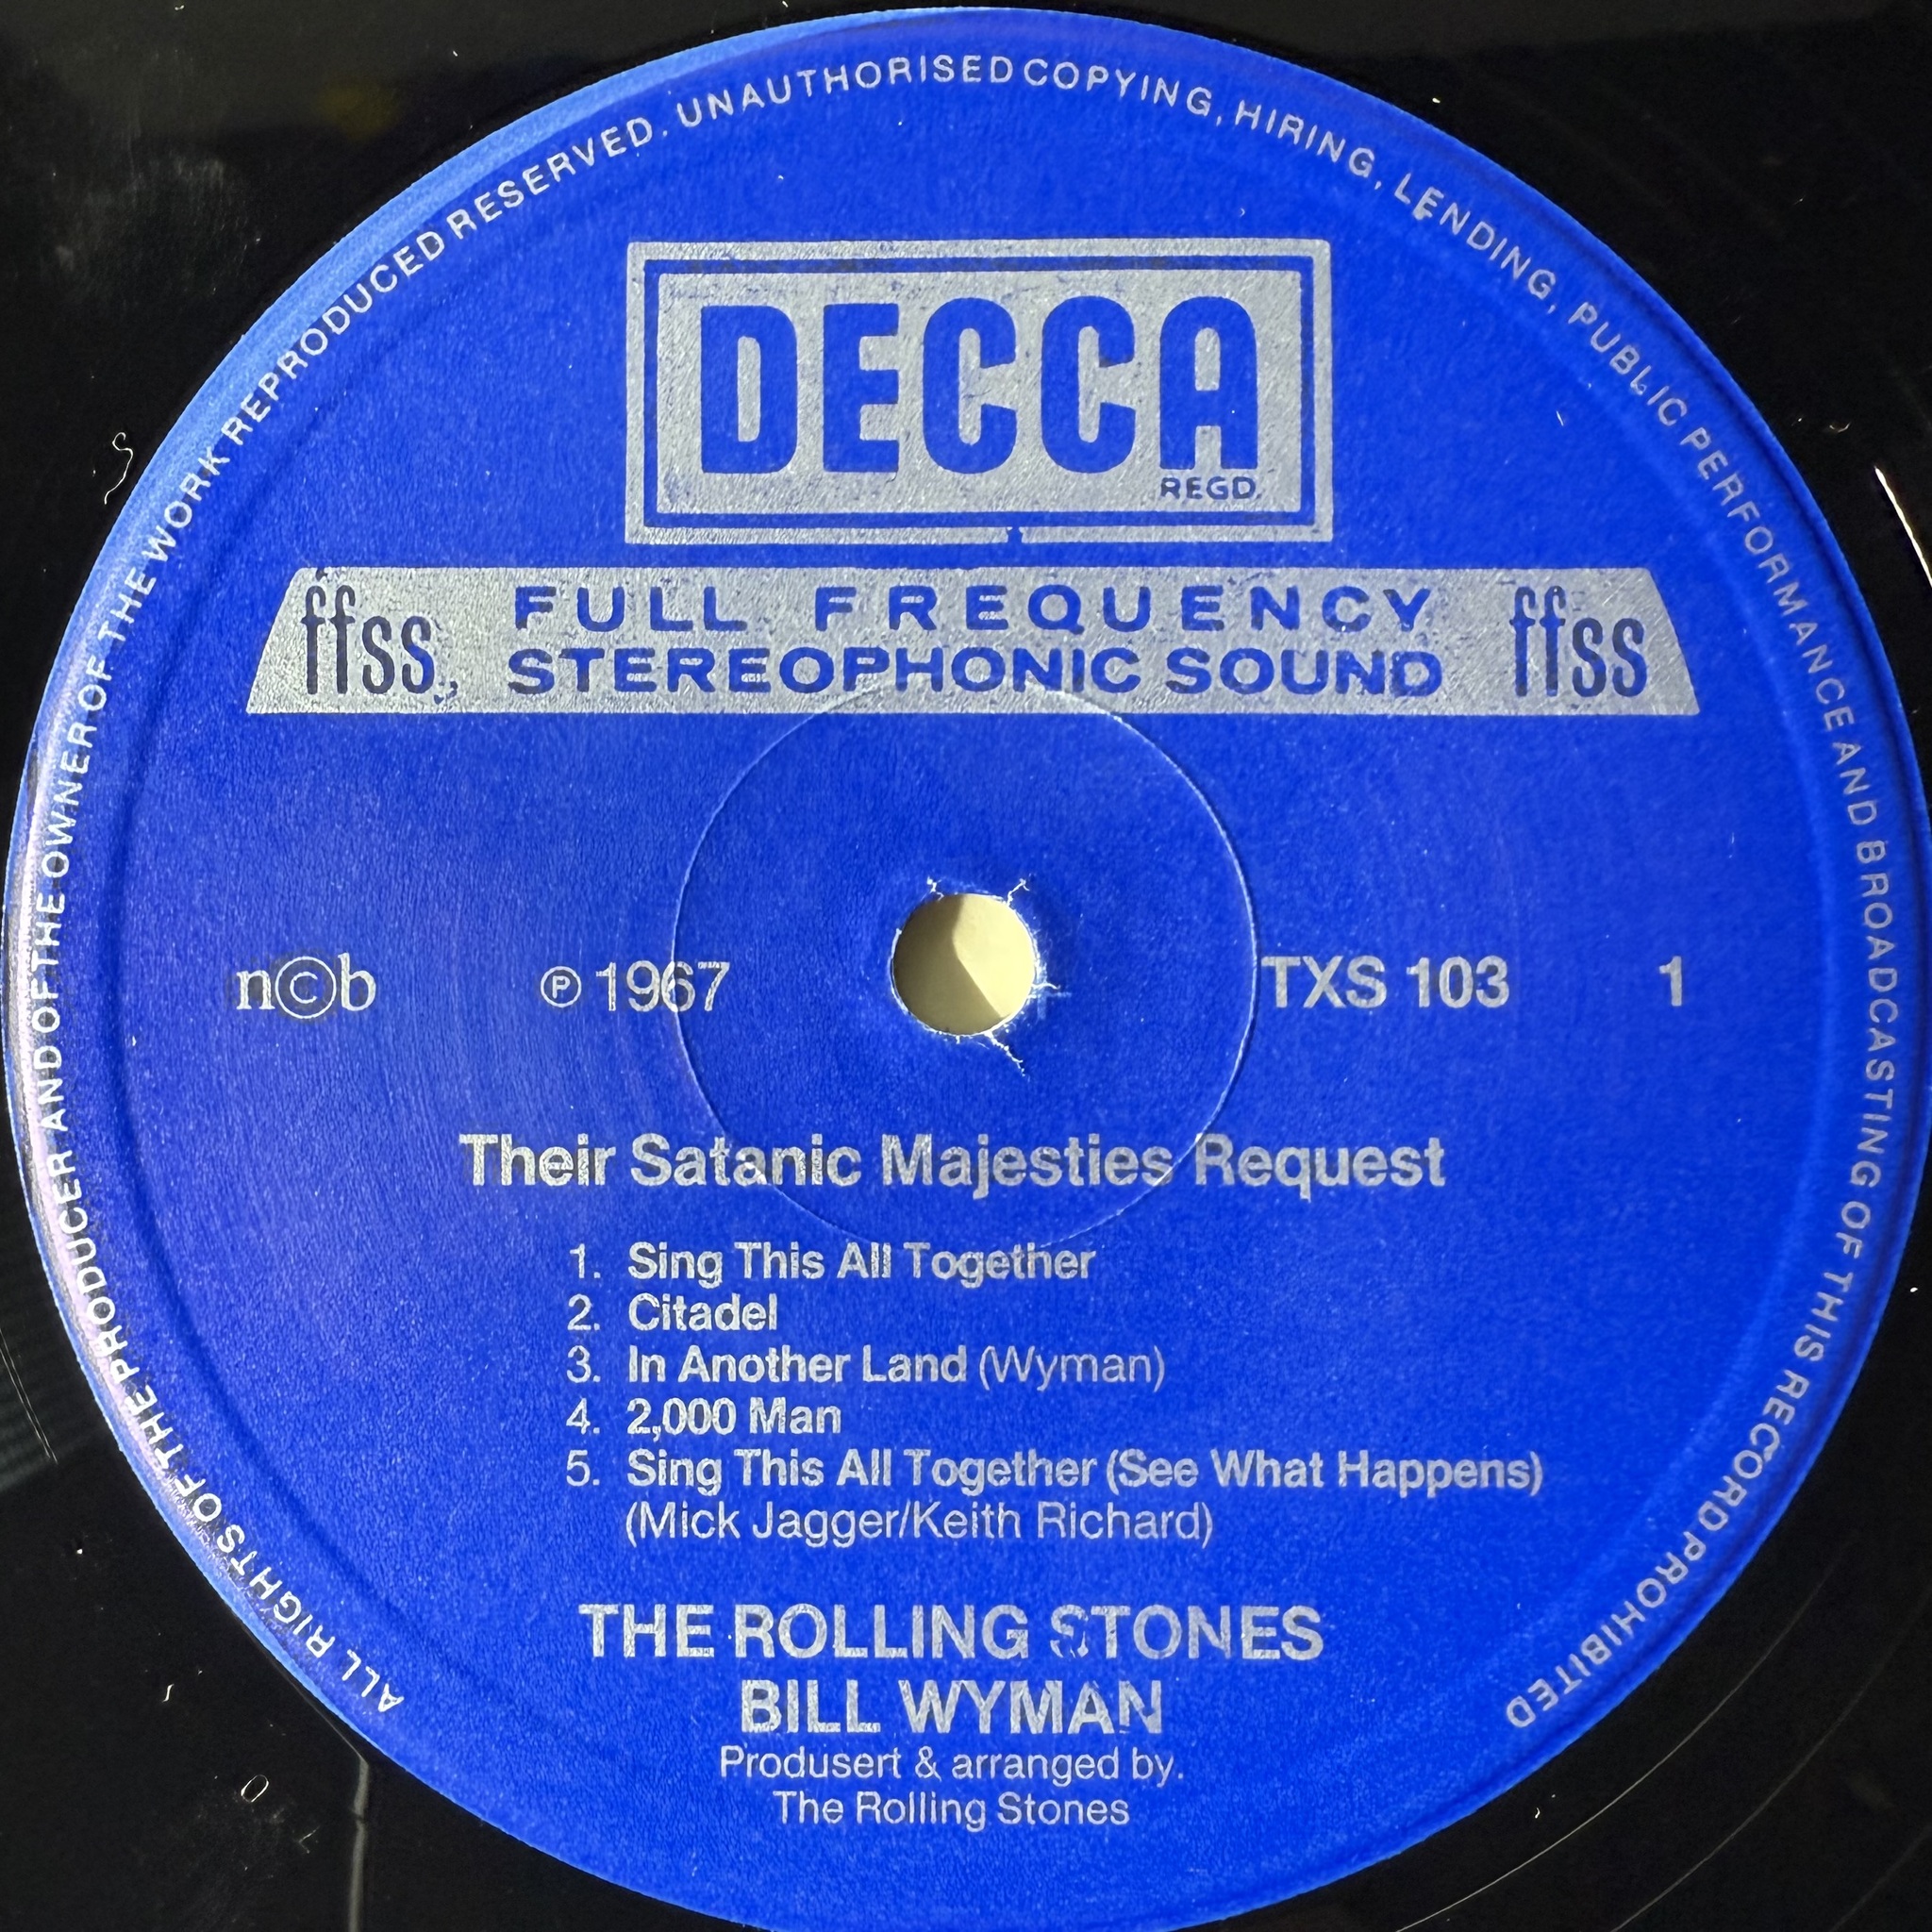 ALL RIGHTS OF THE PRODUCER AND OF THE OWNER OF THE WORK REPRODUCED RESERVED. UNAUTHORISED COPYING, HIRING, LENDING, PUBLIC PERFORMANCE AND BROADCASTING OF THIS RECORD PROHIBITED
DECCA
REGD.
ffss FULL FREQUENCY STEREOPHONIC SOUND ffss
n©b ℗ 1967 TXS 103 1
Their Satanic Majesties Request
1. Sing This All Together
2. Citadel
3. In Another Land (Wyman)
4. 2,000 Man
5. Sing This All Together (See What Happens)
(Mick Jagger/Keith Richard)
THE ROLLING STONES
BILL WYMAN
Produsert & arranged by.
The Rolling Stones